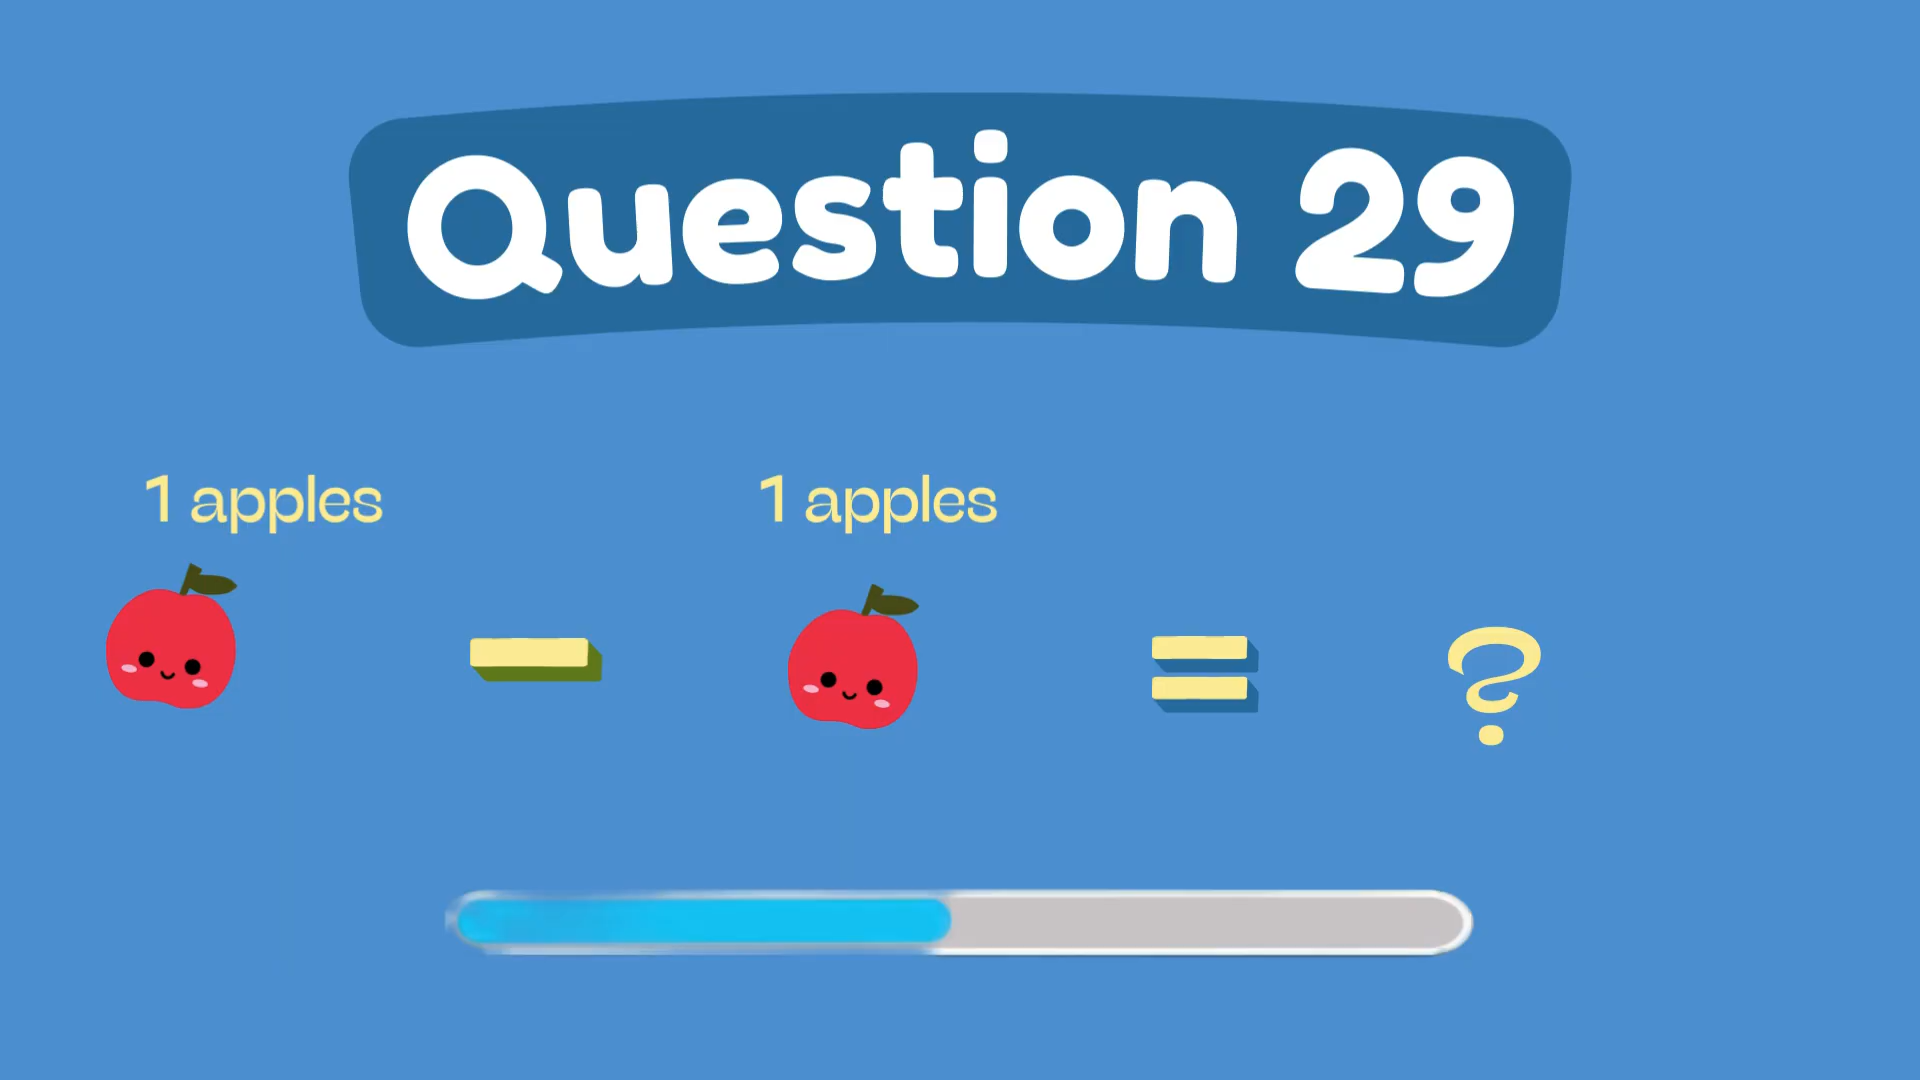 Question 29
1 apples
1 apples
- = ?